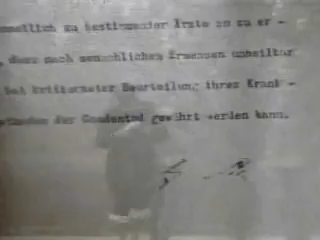 namentlich zu bestimmender Ärzte so zu er -
, dass nach menschlichem Ermessen unheilbar
bei kritischster Beurteilung ihres Krank -
der Gnadentod gewährt werden kann.